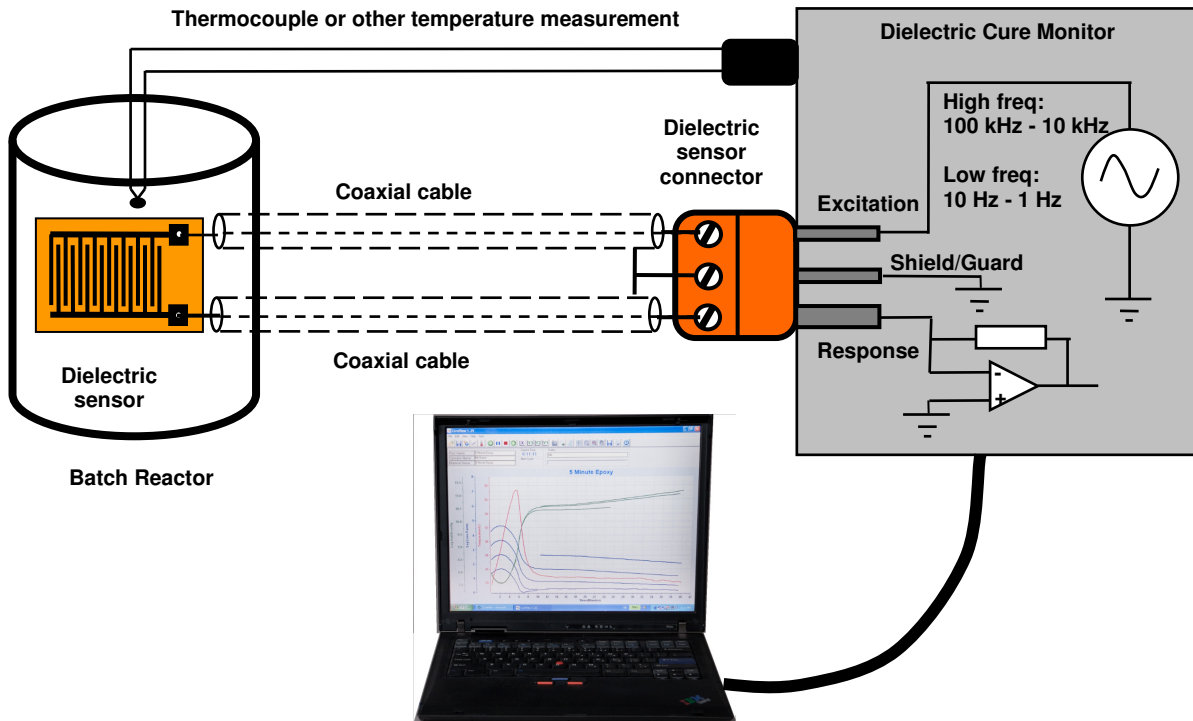 Thermocouple or other temperature measurement
Dielectric Cure Monitor
High freq:
100 kHz - 10 kHz
Dielectric
sensor
connector
Low freq:
10 Hz - 1 Hz
Coaxial cable
Excitation
Shield/Guard
Response
Coaxial cable
Dielectric
sensor
Batch Reactor
5 Minute Epoxy